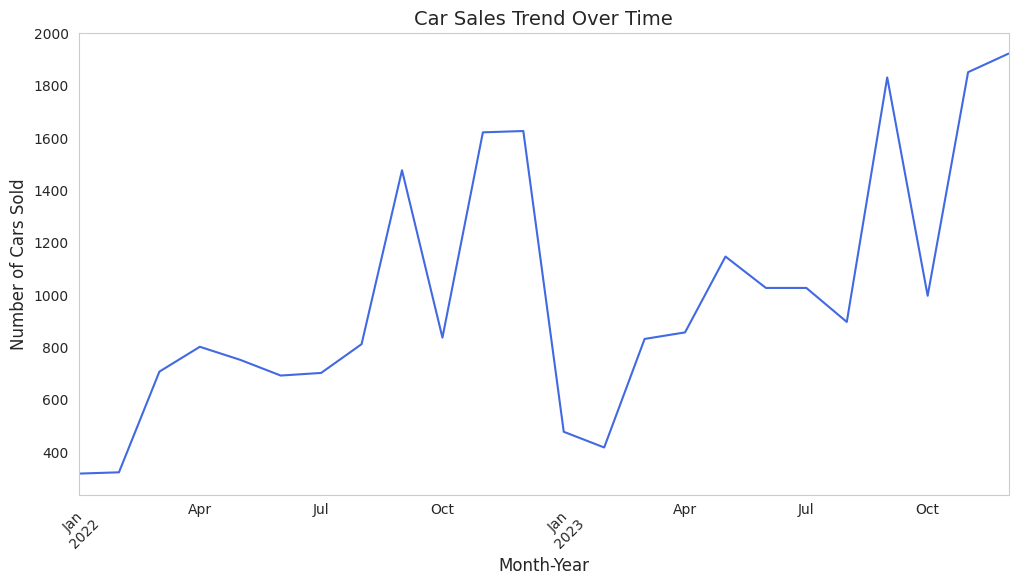 Car Sales Trend Over Time
Number of Cars Sold
2000
1800
1600
1400
1200
1000
800
600
400
Jan
2022
Apr
Jul
Oct
Jan
2023
Apr
Jul
Oct
Month-Year